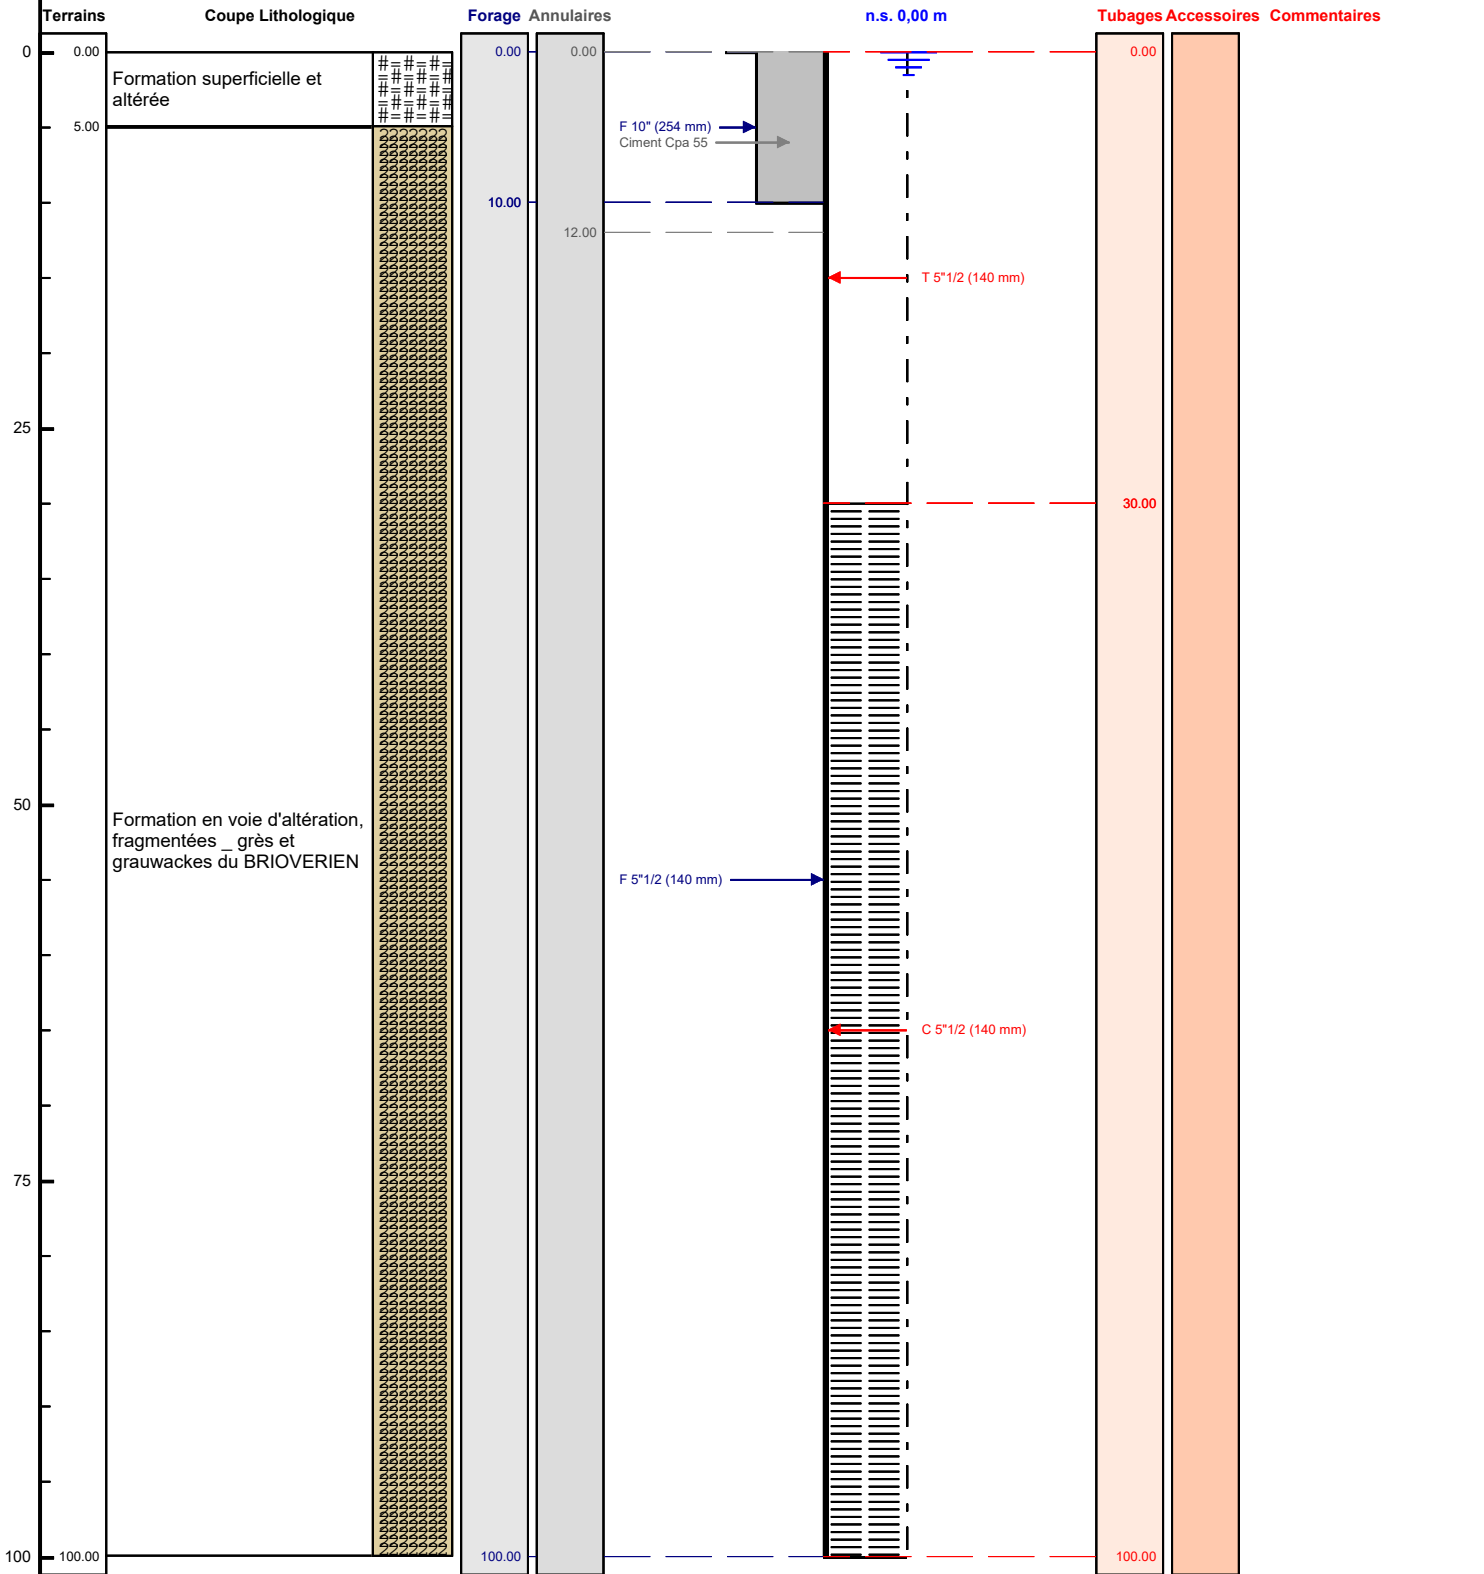 Terrains Coupe Lithologique Forage Annulaires n.s. 0,00 m Tubages Accessoires Commentaires
0 0.00 0.00 0.00 0.00
Formation superficielle et
altérée
5.00
F 10" (254 mm)
Ciment Cpa 55
10.00
12.00
T 5"1/2 (140 mm)
25
30.00
50
Formation en voie d'altération,
fragmentées _ grès et
grauwackes du BRIOVERIEN
F 5"1/2 (140 mm)
C 5"1/2 (140 mm)
75
100 100.00 100.00 100.00